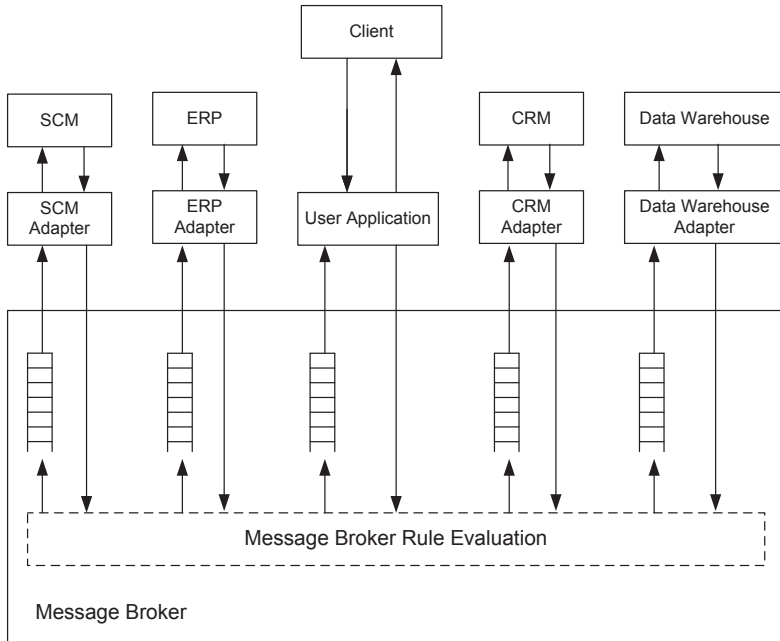 Client
SCM
ERP
CRM
Data Warehouse
SCM
Adapter
ERP
Adapter
User Application
CRM
Adapter
Data Warehouse
Adapter
Message Broker Rule Evaluation
Message Broker